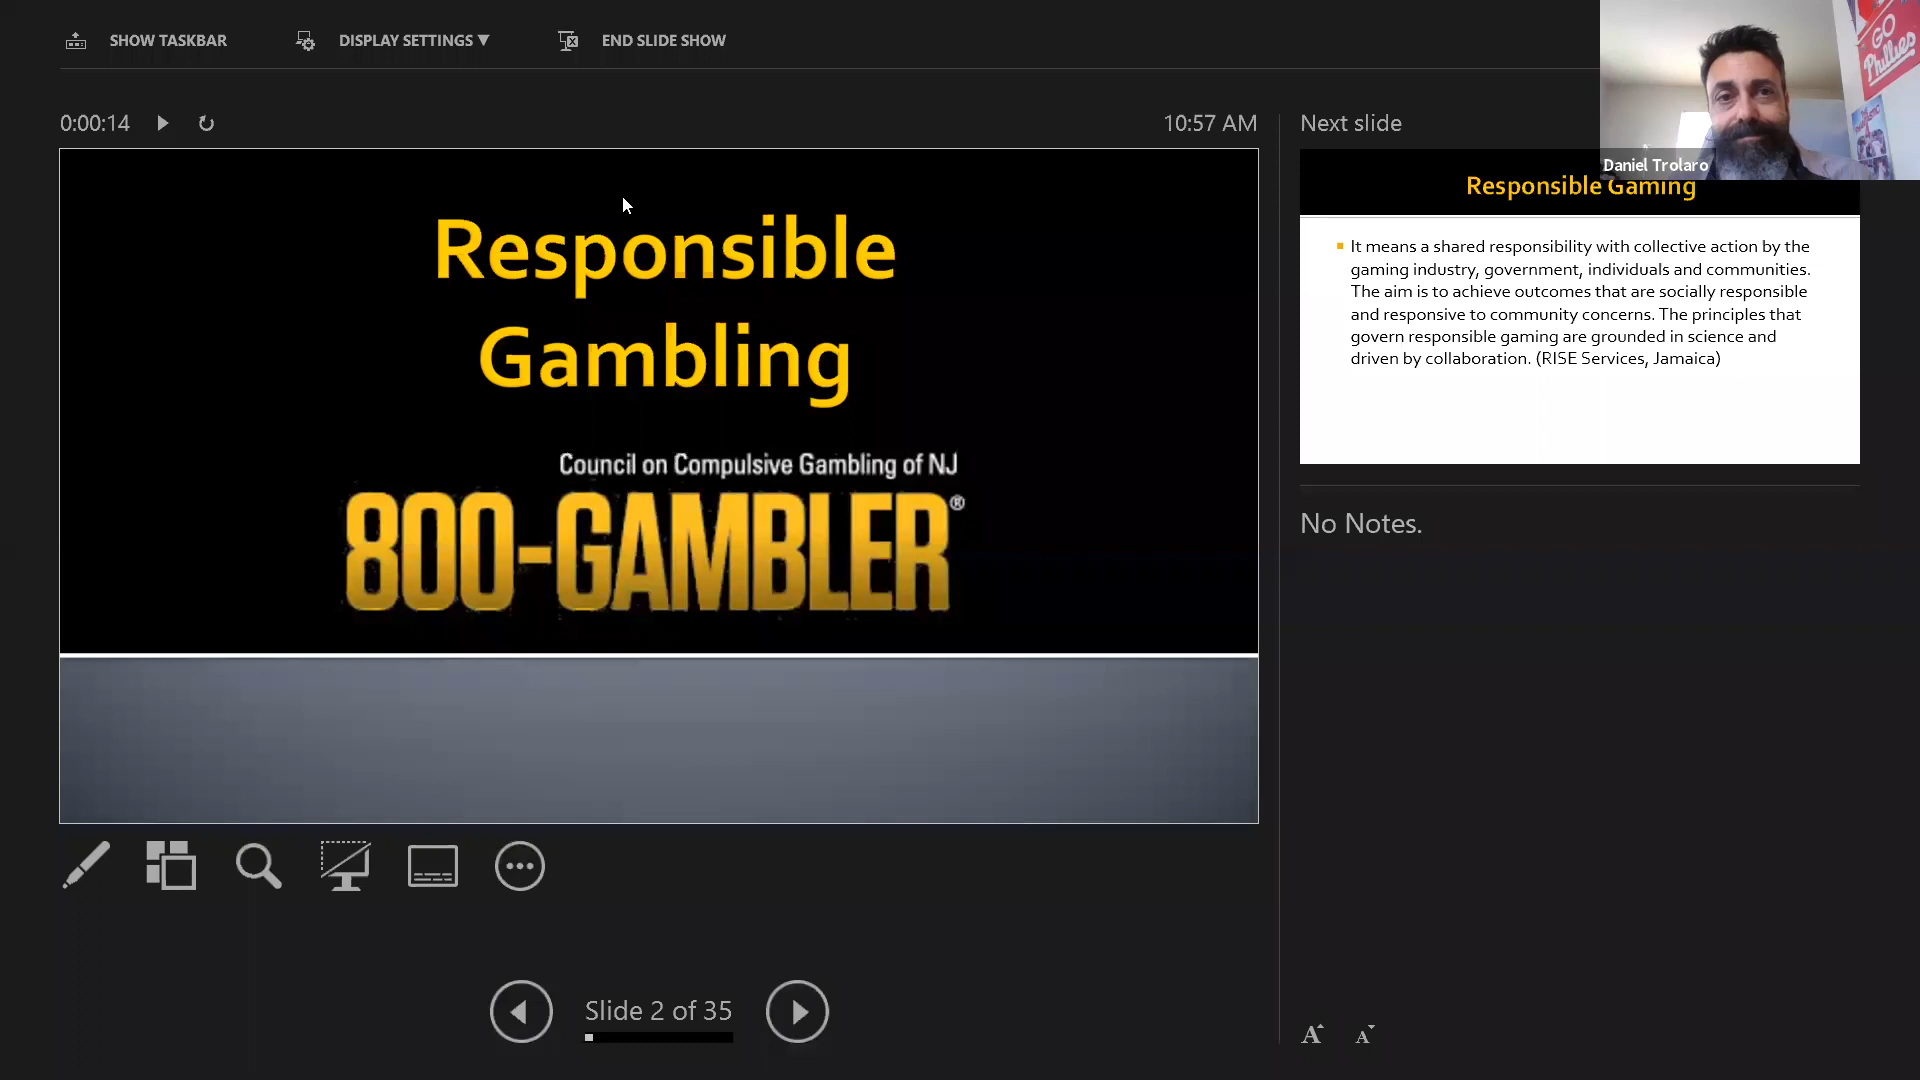 SHOW TASKBAR
DISPLAY SETTINGS ▼
END SLIDE SHOW
GO
Phillies
0:00:14
10:57 AM
Next slide
Daniel Trolaro
Responsible
Gambling
Council on Compulsive Gambling of NJ
800-GAMBLER®
Responsible Gaming
It means a shared responsibility with collective action by the
gaming industry, government, individuals and communities.
The aim is to achieve outcomes that are socially responsible
and responsive to community concerns. The principles that
govern responsible gaming are grounded in science and
driven by collaboration. (RISE Services, Jamaica)
No Notes.
Slide 2 of 35
A A